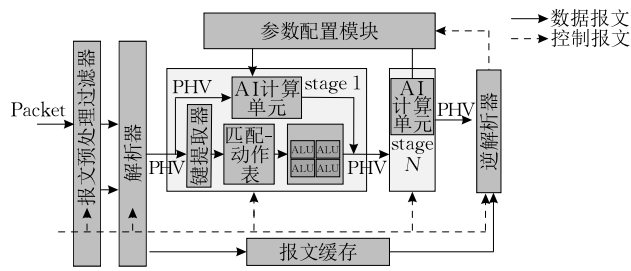 参数配置模块
数据报文
控制报文
Packet
报文预处理过滤器
解析器
PHV
PHV
AI计算
单元
stage 1
键提取器
匹配-
动作表
ALU ALU
ALU ALU
PHV
AI
计算
单元
stage
N
PHV
逆解析器
报文缓存